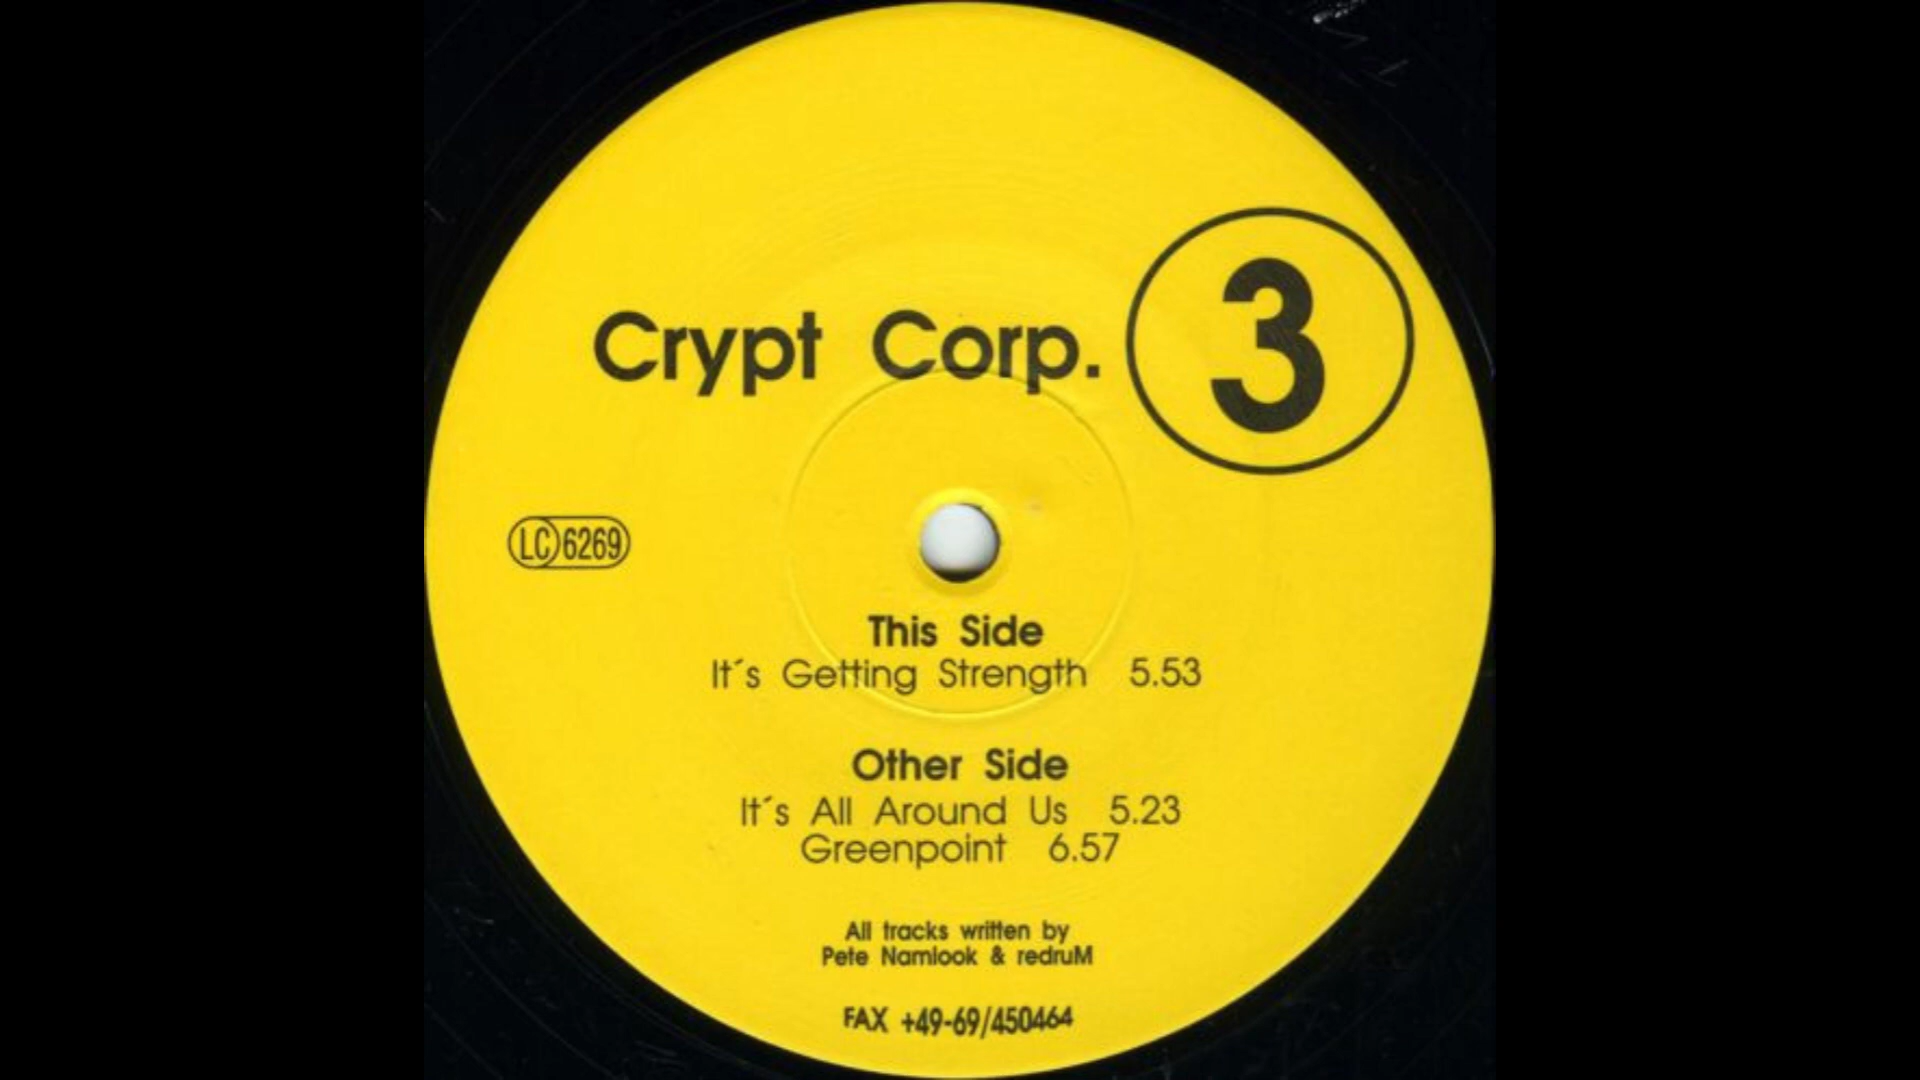 Crypt Corp. 3
LC 6269
This Side
It´s Getting Strength 5.53
Other Side
It´s All Around Us 5.23
Greenpoint 6.57
All tracks written by
Pete Namlook & redruM
FAX +49-69/450464